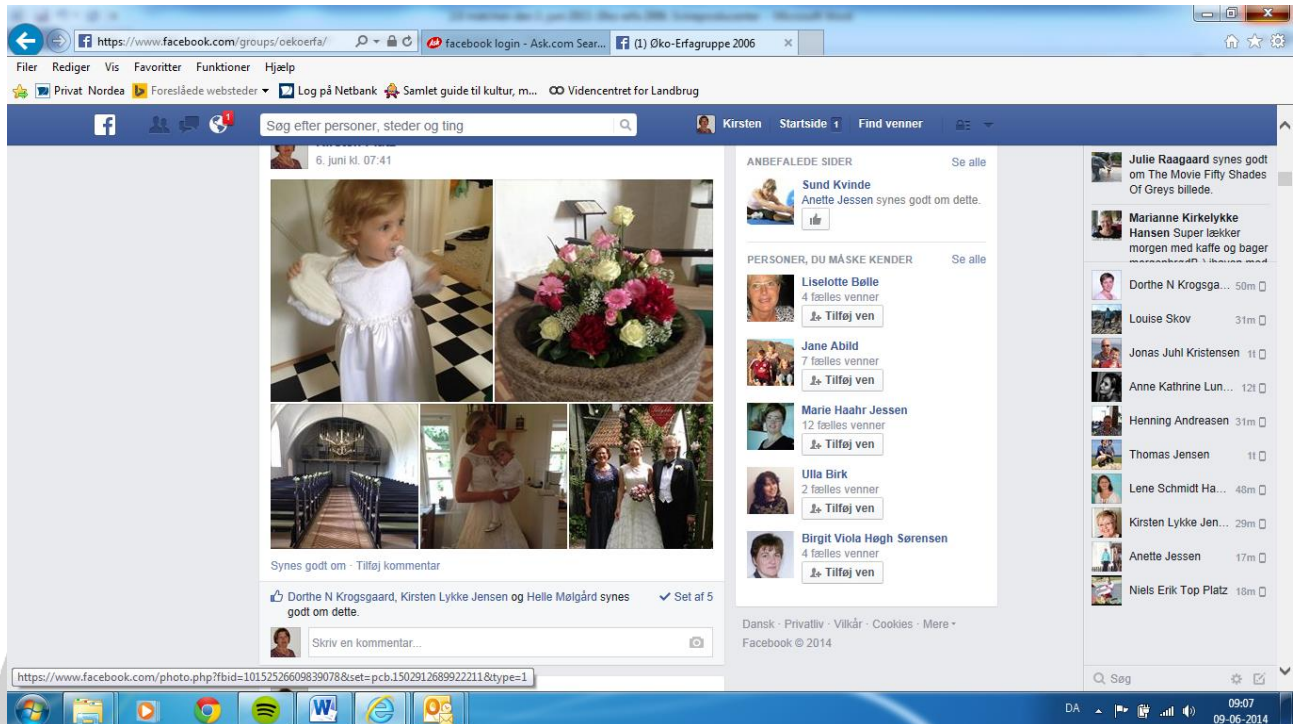 https://www.facebook.com/groups/oekoerfa/
facebook login - Ask.com Sear...
(1) Øko-Erfagruppe 2006
Filer Rediger Vis Favoritter Funktioner Hjælp
Privat Nordea Foreslåede websteder Log på Netbank Samlet guide til kultur, m... Videncentret for Landbrug
1
Søg efter personer, steder og ting
Kirsten Startside 1 Find venner
6. juni kl. 07:41
Synes godt om · Tilføj kommentar
Dorthe N Krogsgaard, Kirsten Lykke Jensen og Helle Mølgård synes
godt om dette.
Set af 5
Skriv en kommentar...
ANBEFALEDE SIDER Se alle
Sund Kvinde
Anette Jessen synes godt om dette.
PERSONER, DU MÅSKE KENDER Se alle
Liselotte Bølle
4 fælles venner
Tilføj ven
Jane Abild
7 fælles venner
Tilføj ven
Marie Haahr Jessen
12 fælles venner
Tilføj ven
Ulla Birk
2 fælles venner
Tilføj ven
Birgit Viola Høgh Sørensen
4 fælles venner
Tilføj ven
Dansk · Privatliv · Vilkår · Cookies · Mere
Facebook © 2014
Julie Raagaard synes godt
om The Movie Fifty Shades
Of Greys billede.
Marianne Kirkelykke
Hansen Super lækker
morgen med kaffe og bager
Dorthe N Krogsga... 50m
Louise Skov 31m
Jonas Juhl Kristensen 1t
Anne Kathrine Lun... 12t
Henning Andreasen 31m
Thomas Jensen 1t
Lene Schmidt Ha... 48m
Kirsten Lykke Jen... 29m
Anette Jessen 17m
Niels Erik Top Platz 18m
Søg
https://www.facebook.com/photo.php?fbid=10152526609839078&set=pcb.1502912689922211&type=1
DA
09:07
09-06-2014